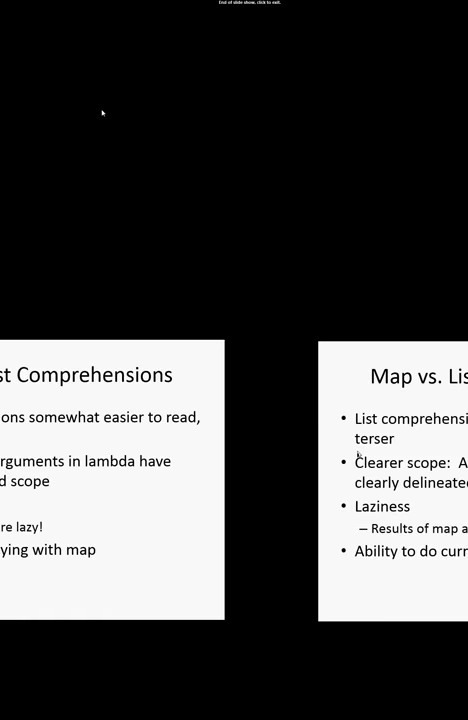 End of slide show, click to exit.
st Comprehensions
ons somewhat easier to read,
rguments in lambda have
d scope
re lazy!
ying with map
Map vs. Lis
• List comprehensi
terser
• Clearer scope: A
clearly delineate
• Laziness
– Results of map a
• Ability to do curr